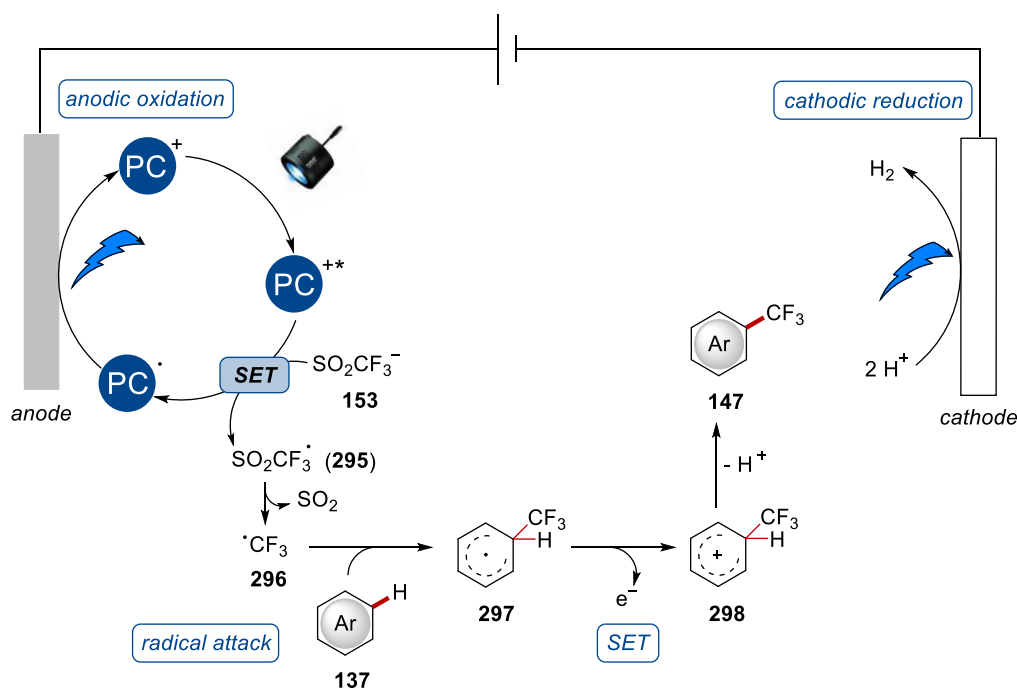 anodic oxidation
cathodic reduction
PC+
H2
PC+*
CF3
Ar
SET
SO2CF3−
2 H+
PC·
153
147
anode
cathode
SO2CF3· (295)
- H+
SO2
CF3
H
CF3
H
·CF3
·
+
296
H
e−
297
298
Ar
radical attack
SET
137